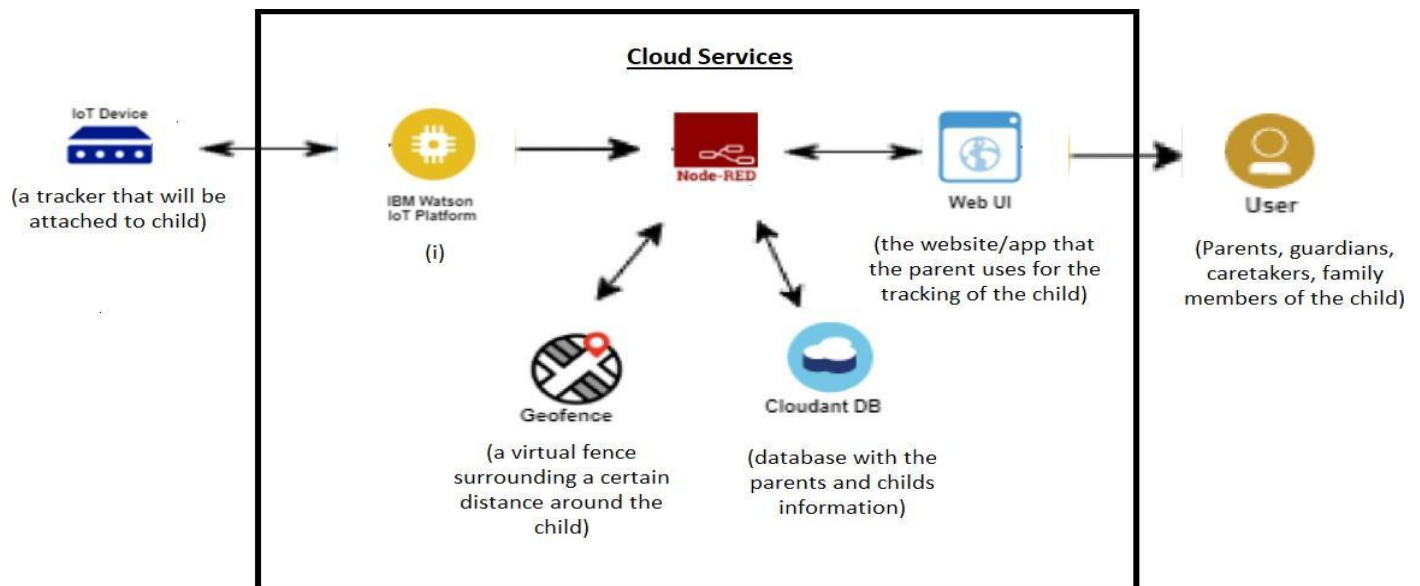 Cloud Services
IoT Device
(a tracker that will be
attached to child)
IBM Watson
IoT Platform
(i)
Node-RED
Web UI
(the website/app that
the parent uses for the
tracking of the child)
User
(Parents, guardians,
caretakers, family
members of the child)
Geofence
(a virtual fence
surrounding a certain
distance around the
child)
Cloudant DB
(database with the
parents and childs
information)